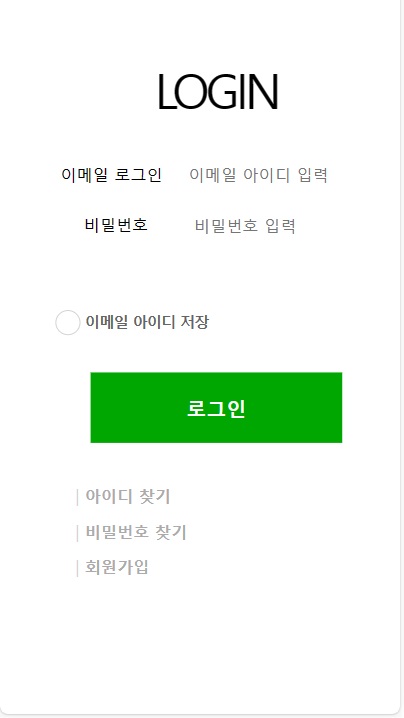 LOGIN
이메일 로그인 이메일 아이디 입력
비밀번호 비밀번호 입력
이메일 아이디 저장
로그인
| 아이디 찾기
| 비밀번호 찾기
| 회원가입